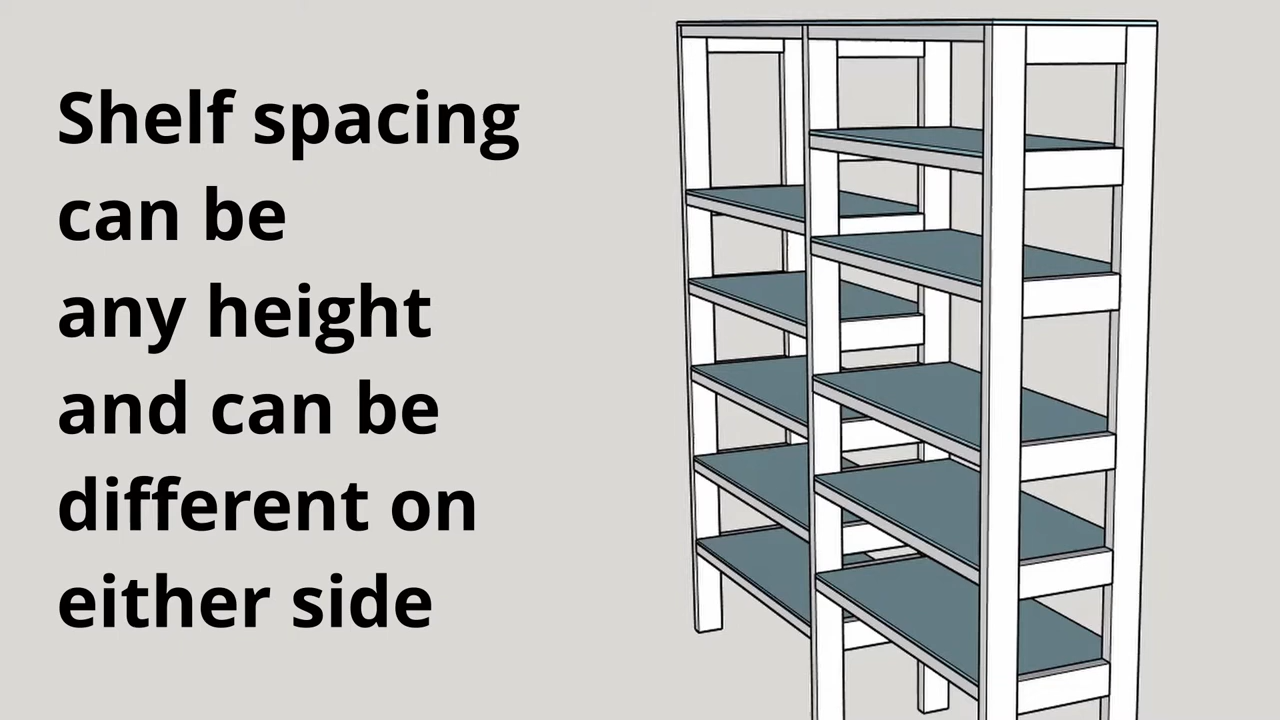 Shelf spacing
can be
any height
and can be
different on
either side